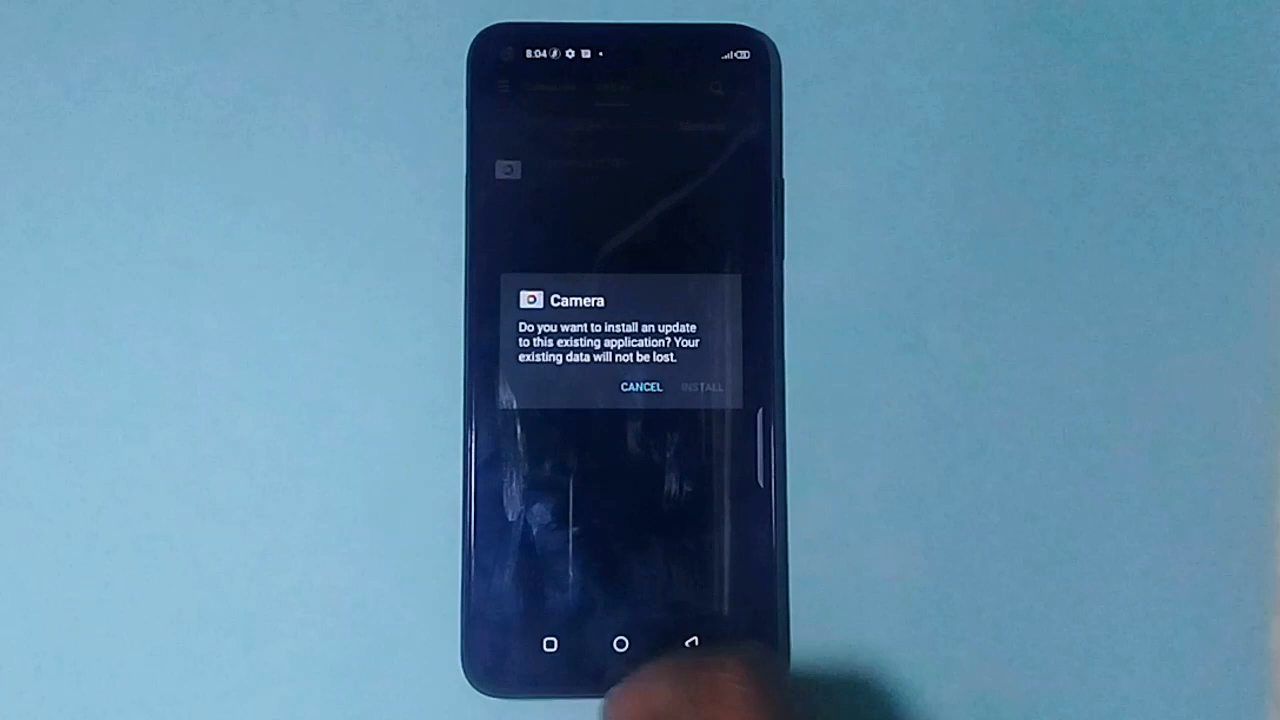 8:04
Camera
Do you want to install an update
to this existing application? Your
existing data will not be lost.
CANCEL INSTALL